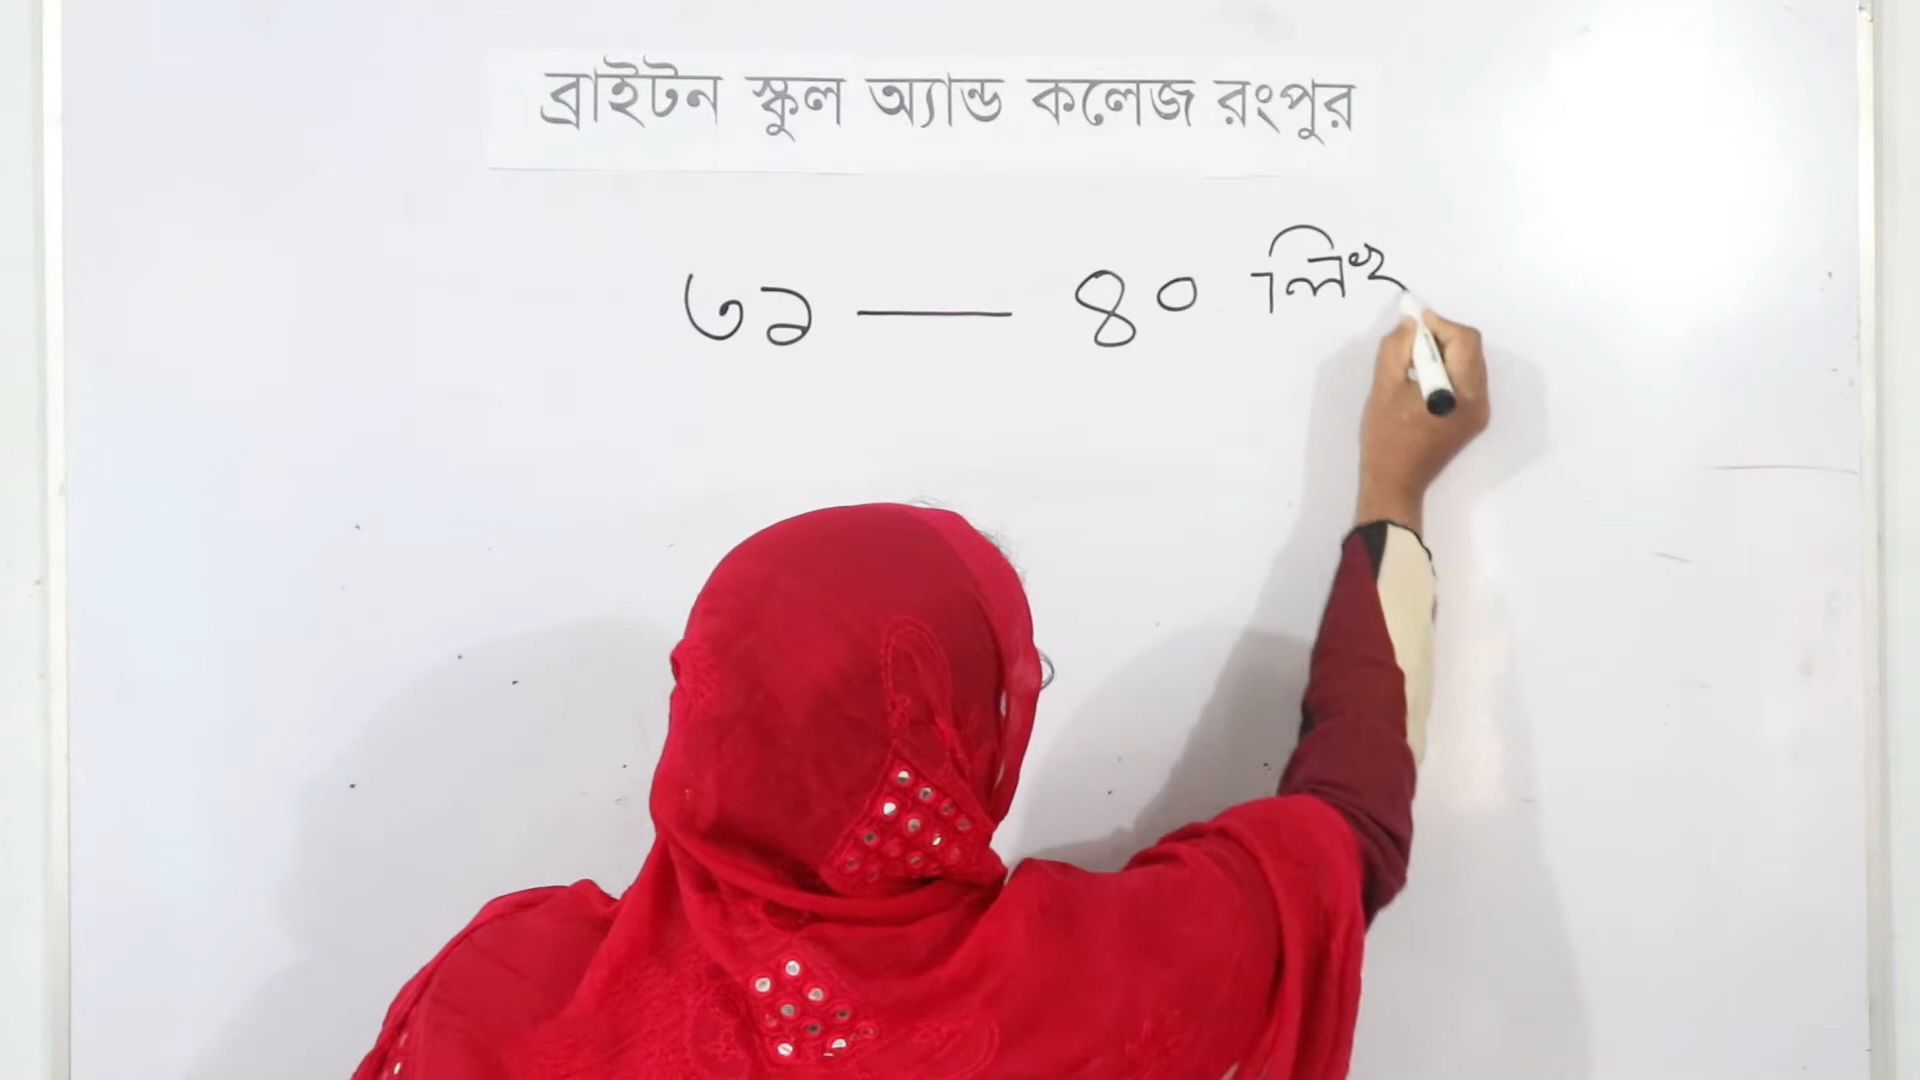 ব্রাইটন স্কুল অ্যান্ড কলেজ রংপুর
৩১ — ৪০ লিখ